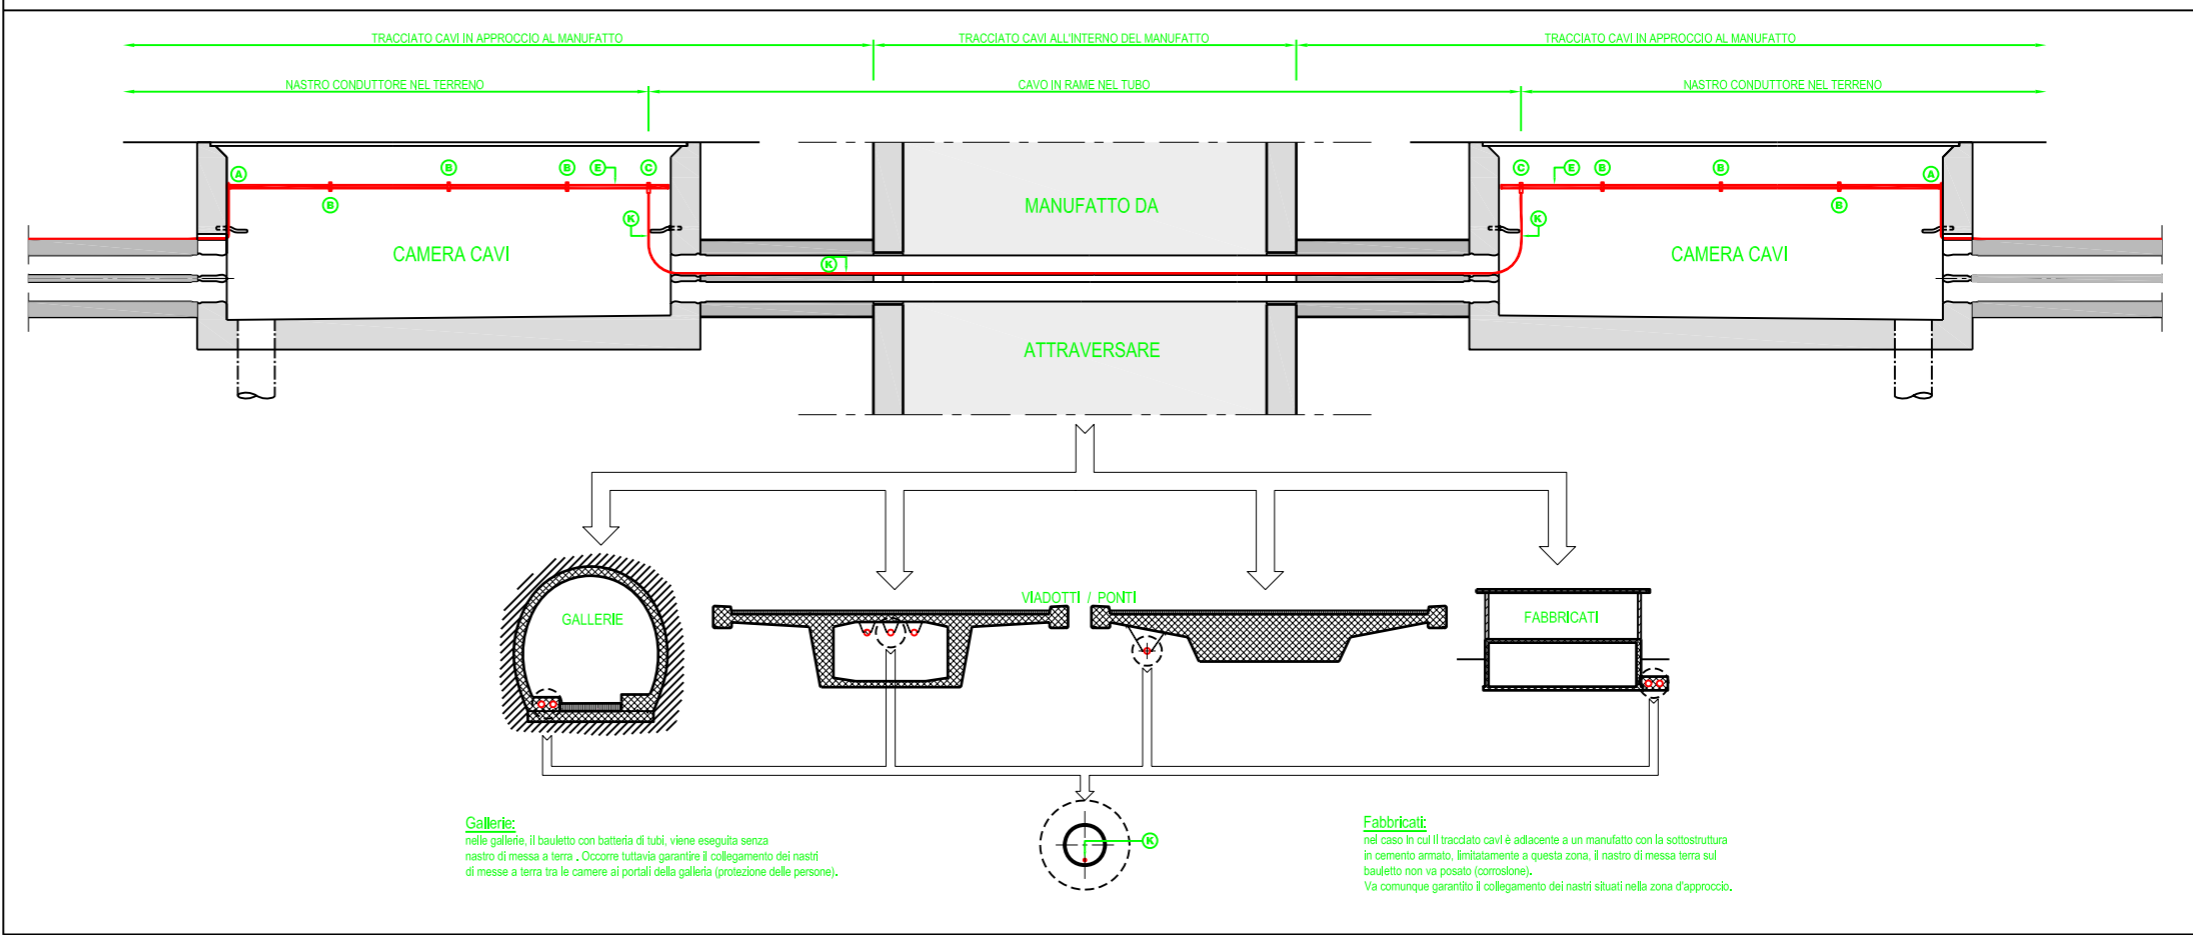 TRACCIATO CAVI IN APPROCCIO AL MANUFATTO
TRACCIATO CAVI ALL'INTERNO DEL MANUFATTO
TRACCIATO CAVI IN APPROCCIO AL MANUFATTO
NASTRO CONDUTTORE NEL TERRENO
CAVO IN RAME NEL TUBO
NASTRO CONDUTTORE NEL TERRENO
A
B
B
B
E
C
K
CAMERA CAVI
K
MANUFATTO DA
ATTRAVERSARE
C
E
B
B
B
A
K
CAMERA CAVI
GALLERIE
VIADOTTI / PONTI
FABBRICATI
K
Gallerie:
nelle gallerie, il bauletto con batteria di tubi, viene eseguita senza
nastro di messa a terra . Occorre tuttavia garantire il collegamento dei nastri
di messe a terra tra le camere ai portali della galleria (protezione delle persone).
Fabbricati:
nel caso in cui il tracciato cavi è adiacente a un manufatto con la sottostruttura
in cemento armato, limitatamente a questa zona, il nastro di messa terra sul
bauletto non va posato (corrosione).
Va comunque garantito il collegamento dei nastri situati nella zona d'approccio.